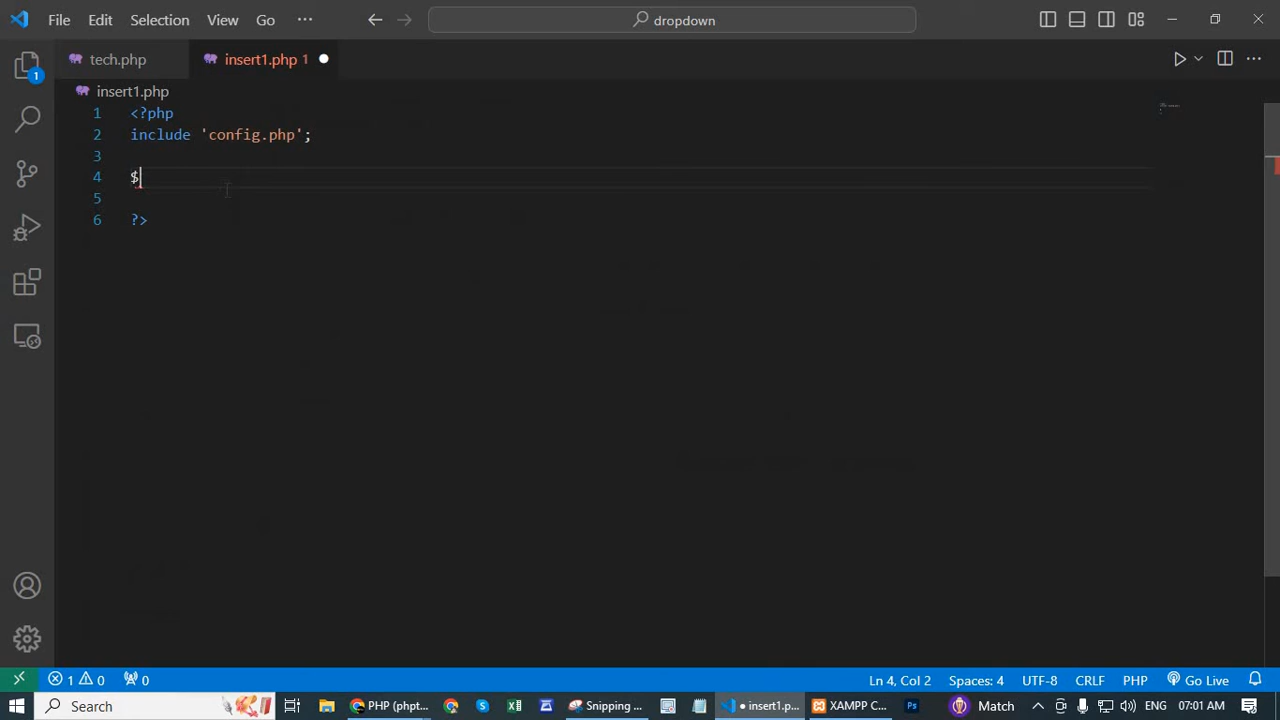 File Edit Selection View Go ··· dropdown
tech.php insert1.php 1
insert1.php
1 <?php
2 include 'config.php';
3
4 $
5
6 ?>
1
1 0 0 Ln 4, Col 2 Spaces: 4 UTF-8 CRLF PHP Go Live
Search PHP (phpt... Snipping ... insert1.p... XAMPP C... Ps Match ENG 07:01 AM